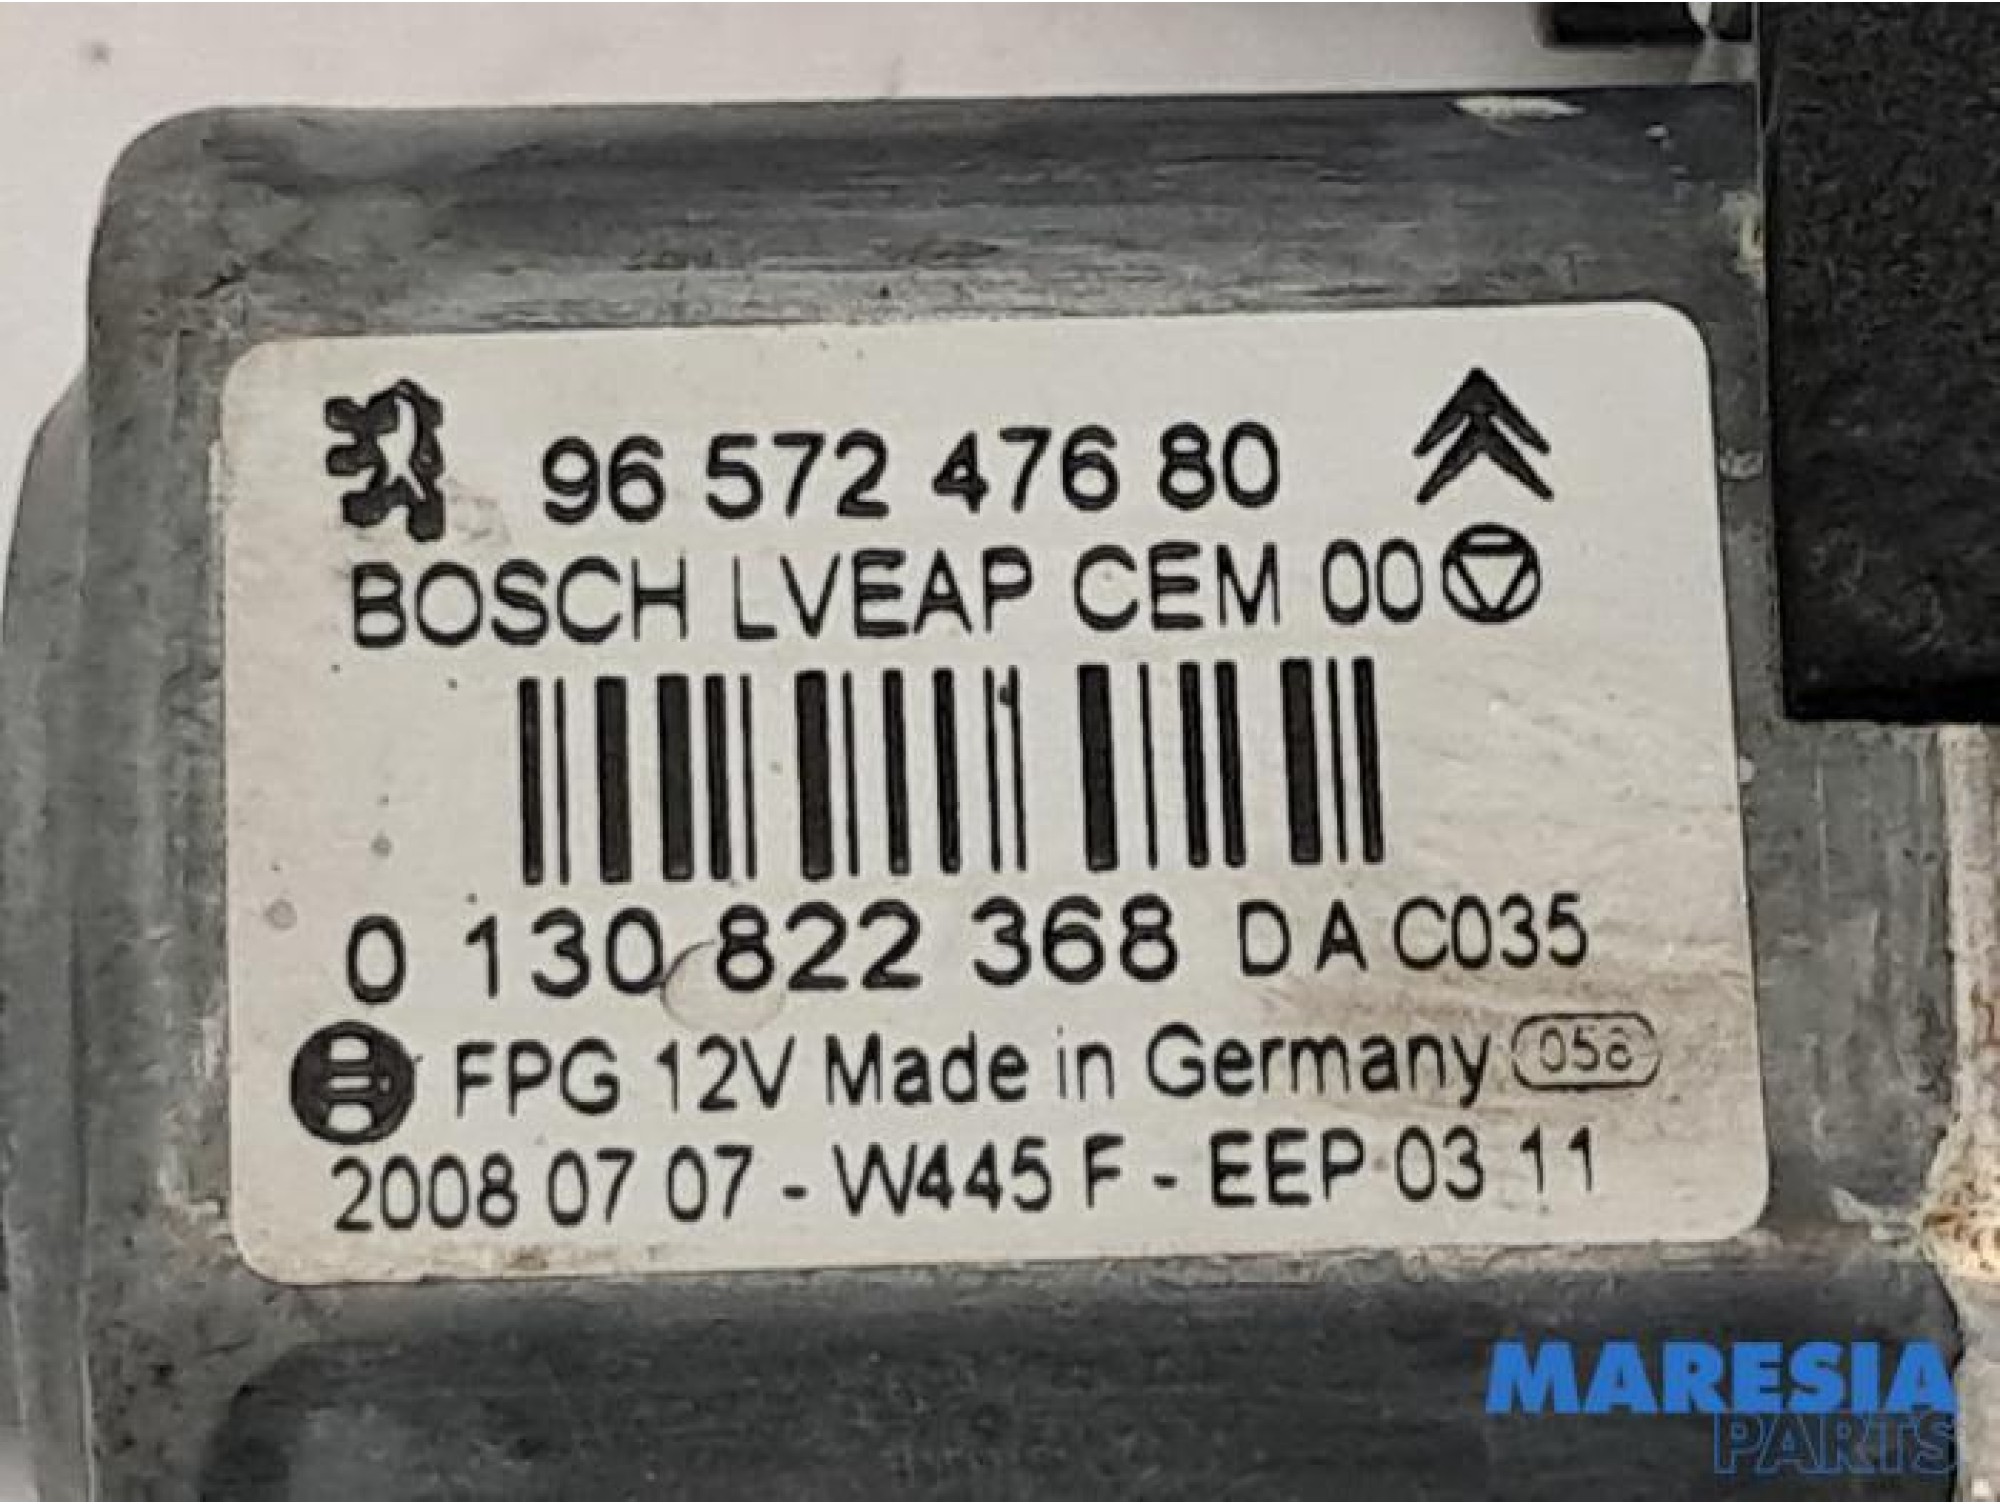 96 572 476 80
BOSCH LVEAP CEM 00
0 130 822 368 DA C035
FPG 12V Made in Germany 058
2008 07 07 - W445 F - EEP 03 11
MARESIA
PARTS